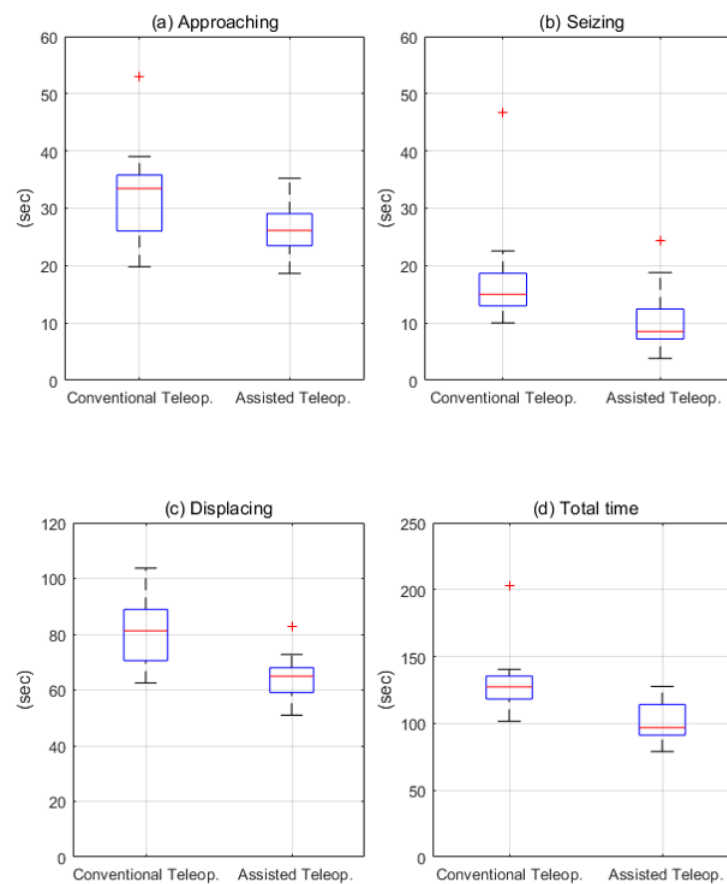 (a) Approaching
60
50
40
30
20
10
0
(sec)
Conventional Teleop. Assisted Teleop.
(b) Seizing
60
50
40
30
20
10
0
(sec)
Conventional Teleop. Assisted Teleop.
(c) Displacing
120
100
80
60
40
20
0
(sec)
Conventional Teleop. Assisted Teleop.
(d) Total time
250
200
150
100
50
0
(sec)
Conventional Teleop. Assisted Teleop.